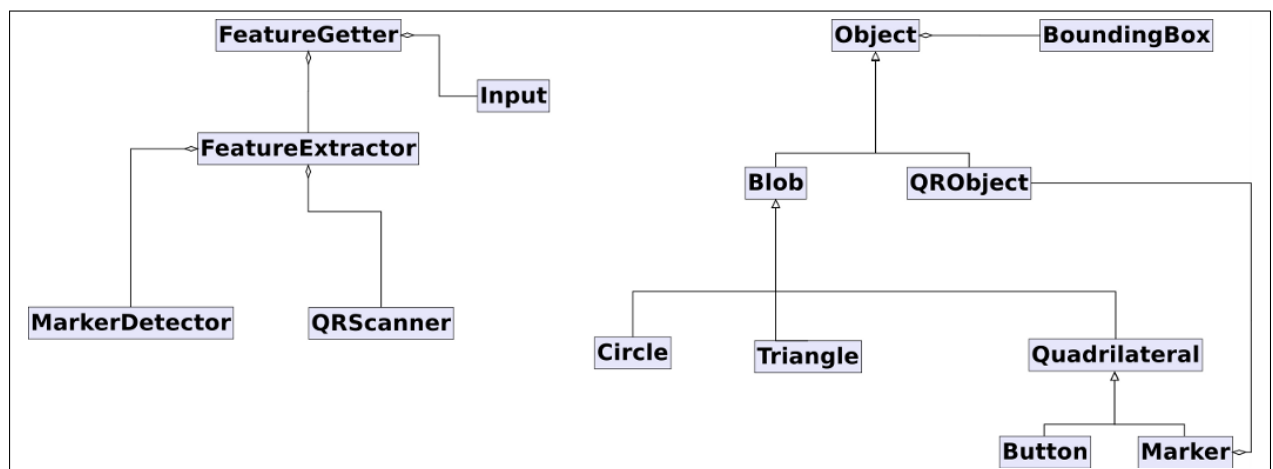 FeatureGetter
Input
FeatureExtractor
MarkerDetector
QRScanner
Object
BoundingBox
Blob
QRObject
Circle
Triangle
Quadrilateral
Button
Marker